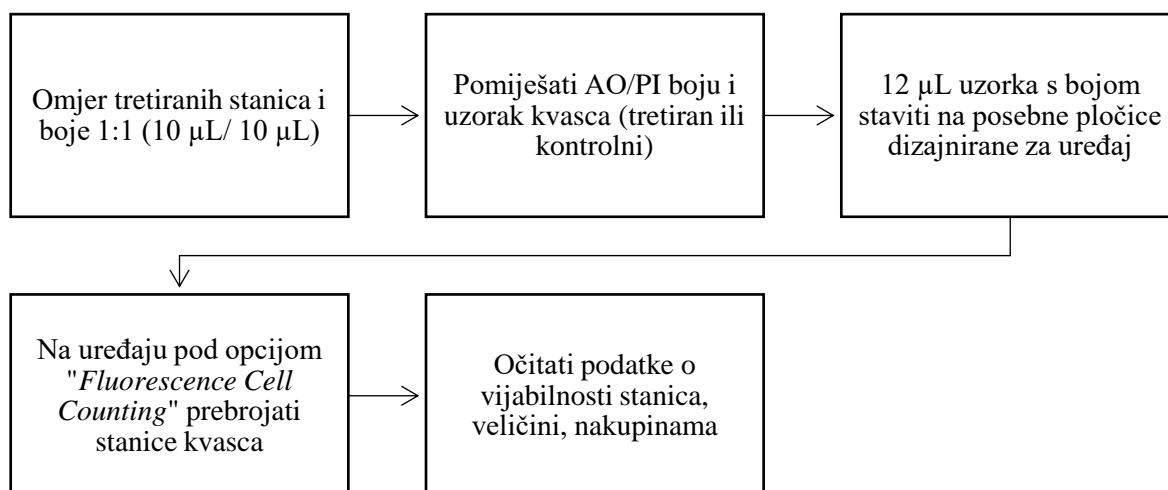 Omjer tretiranih stanica i
boje 1:1 (10 µL/ 10 µL)
Pomiješati AO/PI boju i
uzorak kvasca (tretiran ili
kontrolni)
12 µL uzorka s bojom
staviti na posebne pločice
dizajnirane za uređaj
Na uređaju pod opcijom
"Fluorescence Cell
Counting" prebrojati
stanice kvasca
Očitati podatke o
vijabilnosti stanica,
veličini, nakupinama